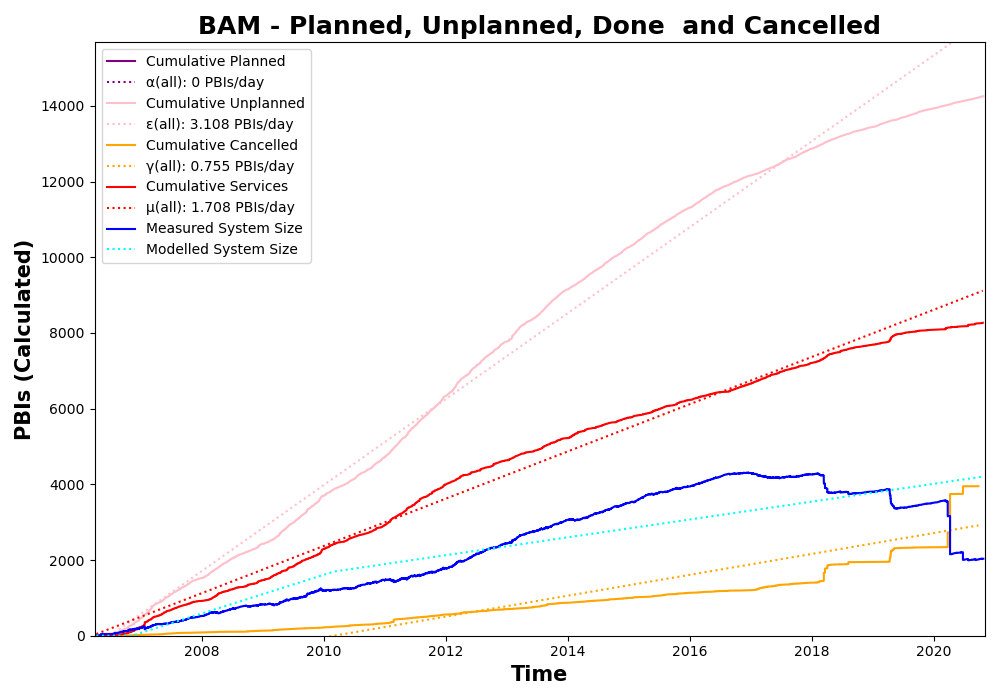 BAM - Planned, Unplanned, Done  and Cancelled
PBIs (Calculated)
14000
12000
10000
8000
6000
4000
2000
0
Cumulative Planned
α(all): 0 PBIs/day
Cumulative Unplanned
ε(all): 3.108 PBIs/day
Cumulative Cancelled
γ(all): 0.755 PBIs/day
Cumulative Services
μ(all): 1.708 PBIs/day
Measured System Size
Modelled System Size
2008 2010 2012 2014 2016 2018 2020
Time